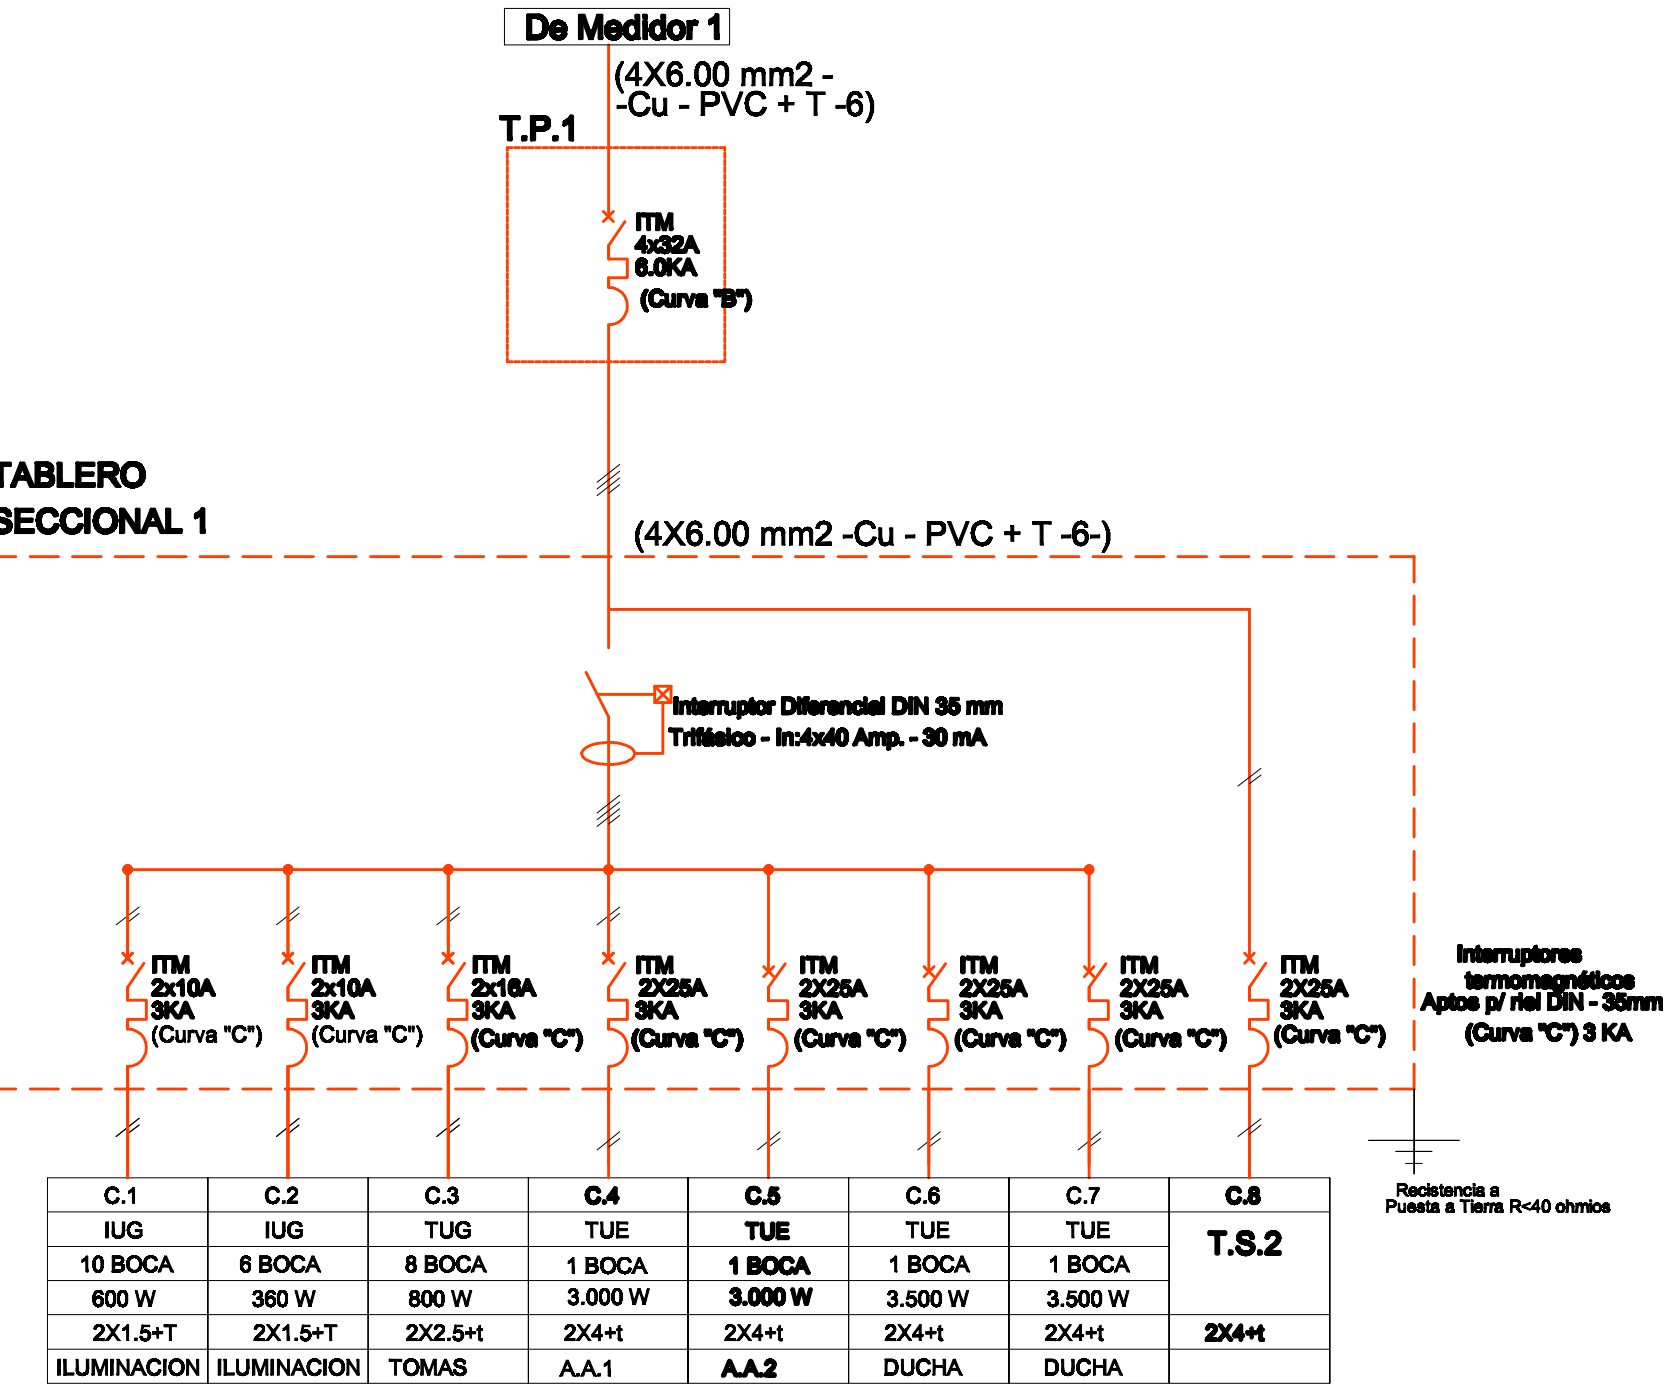 De Medidor 1
(4X6.00 mm2 -
-Cu - PVC + T -6)
T.P.1
ITM
4x32A
6.0KA
(Curva "B")
TABLERO
SECCIONAL 1
(4X6.00 mm2 -Cu - PVC + T -6-)
Interruptor Diferencial DIN 35 mm
Trifásico - In:4x40 Amp. - 30 mA
ITM
2x10A
3KA
(Curva "C")
ITM
2x10A
3KA
(Curva "C")
ITM
2x16A
3KA
(Curva "C")
ITM
2X25A
3KA
(Curva "C")
ITM
2X25A
3KA
(Curva "C")
ITM
2X25A
3KA
(Curva "C")
ITM
2X25A
3KA
(Curva "C")
ITM
2X25A
3KA
(Curva "C")
Interruptores
termomagnéticos
Aptos p/ riel DIN - 35mm
(Curva "C") 3 KA
Recistencia a
Puesta a Tierra R<40 ohmios
C.1 C.2 C.3 C.4 C.5 C.6 C.7 C.8
IUG IUG TUG TUE TUE TUE TUE T.S.2
10 BOCA 6 BOCA 8 BOCA 1 BOCA 1 BOCA 1 BOCA 1 BOCA
600 W 360 W 800 W 3.000 W 3.000 W 3.500 W 3.500 W
2X1.5+T 2X1.5+T 2X2.5+t 2X4+t 2X4+t 2X4+t 2X4+t 2X4+t
ILUMINACION ILUMINACION TOMAS A.A.1 A.A.2 DUCHA DUCHA